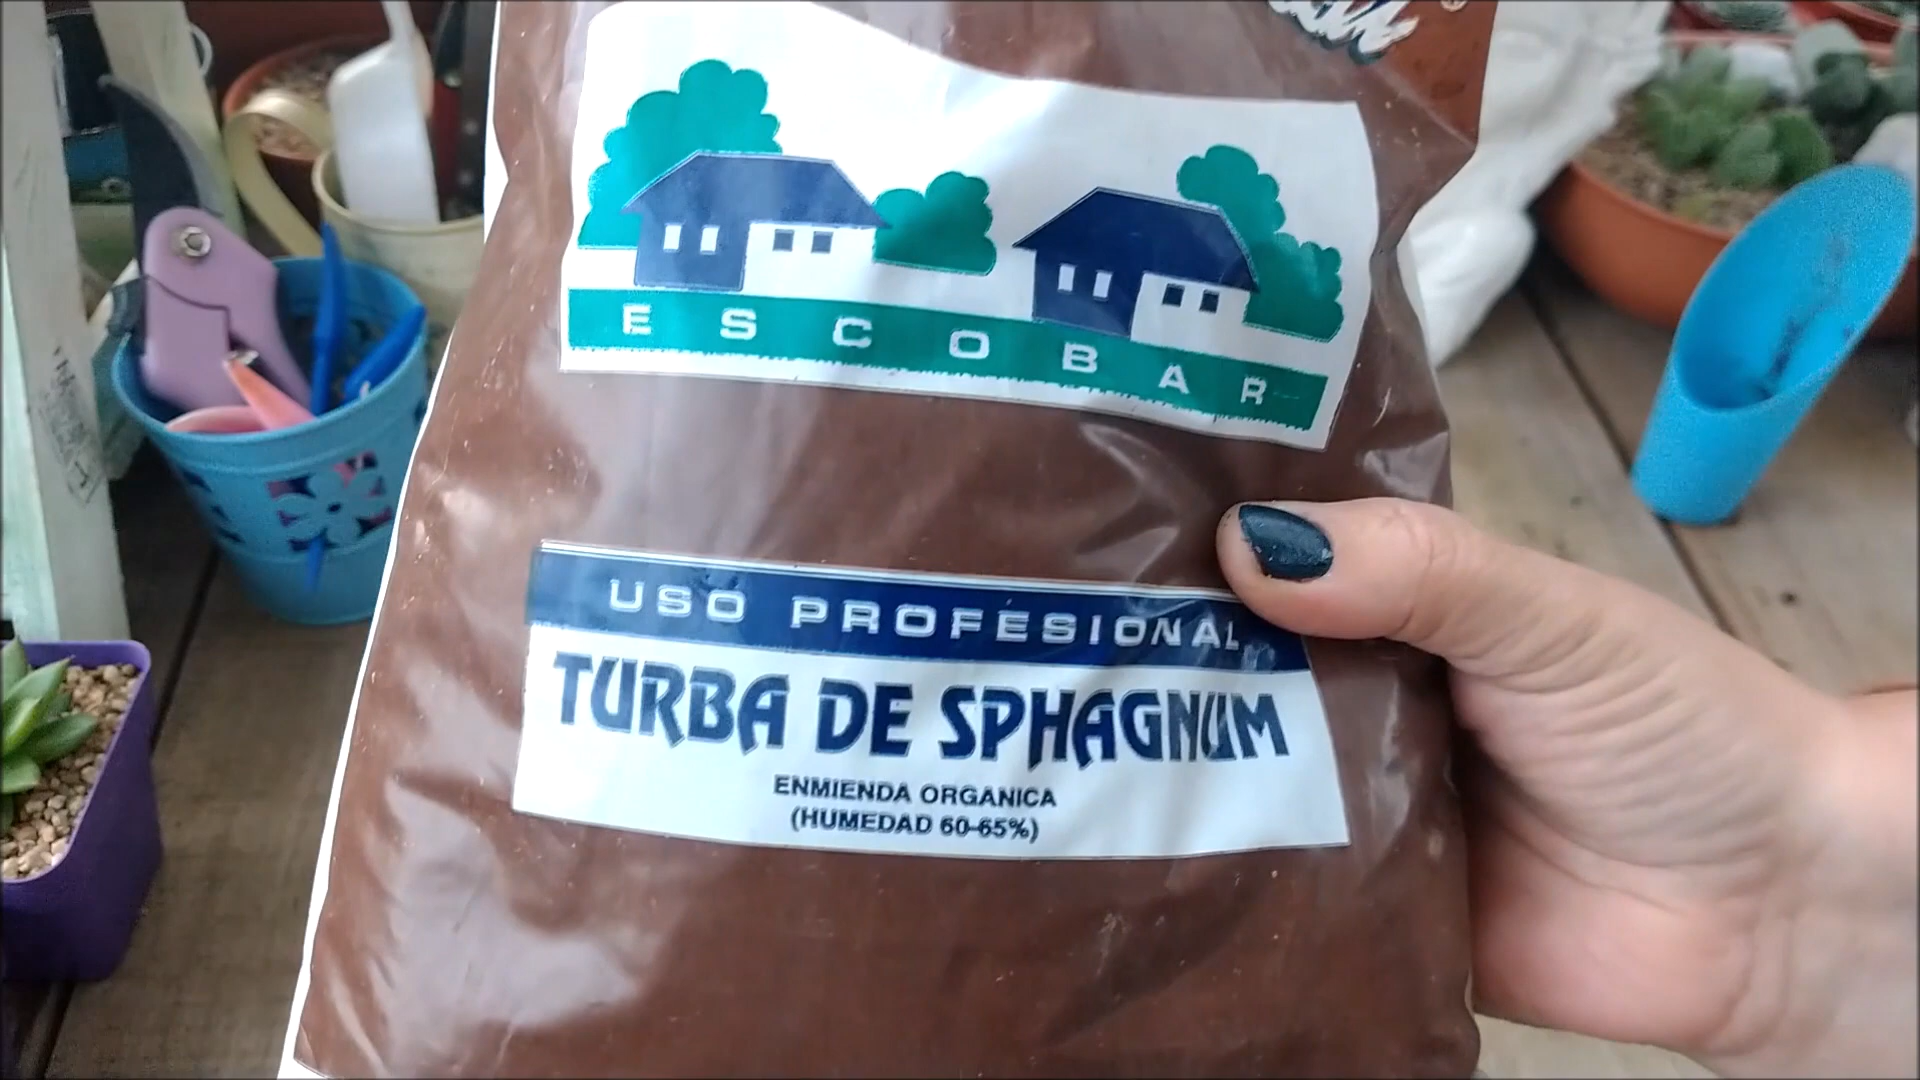 ESCOBAR
USO PROFESIONAL
TURBA DE SPHAGNUM
ENMIENDA ORGANICA
(HUMEDAD 60-65%)